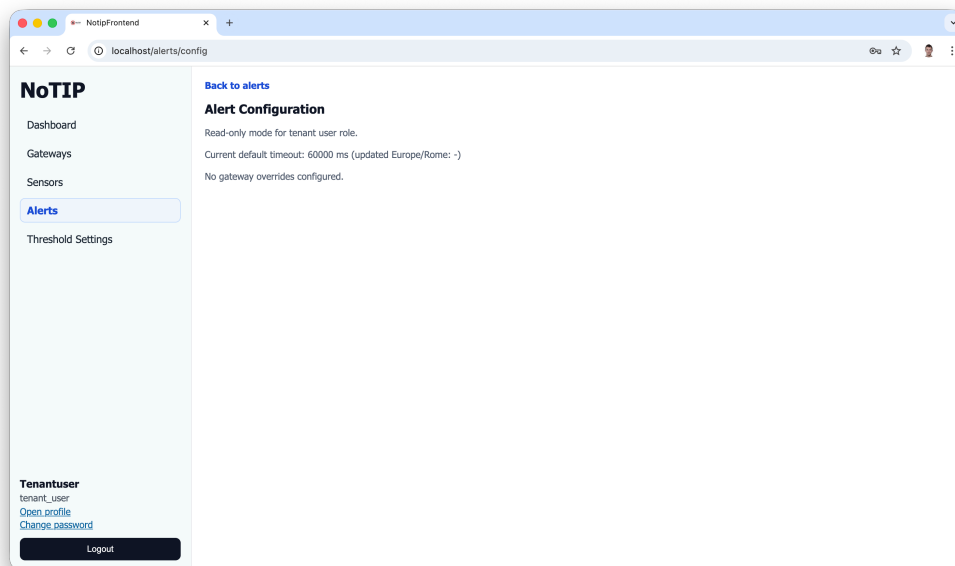 NotipFrontend
localhost/alerts/config
NoTIP
Dashboard
Gateways
Sensors
Alerts
Threshold Settings
Back to alerts
Alert Configuration
Read-only mode for tenant user role.
Current default timeout: 60000 ms (updated Europe/Rome: -)
No gateway overrides configured.
Tenantuser
tenant_user
Open profile
Change password
Logout